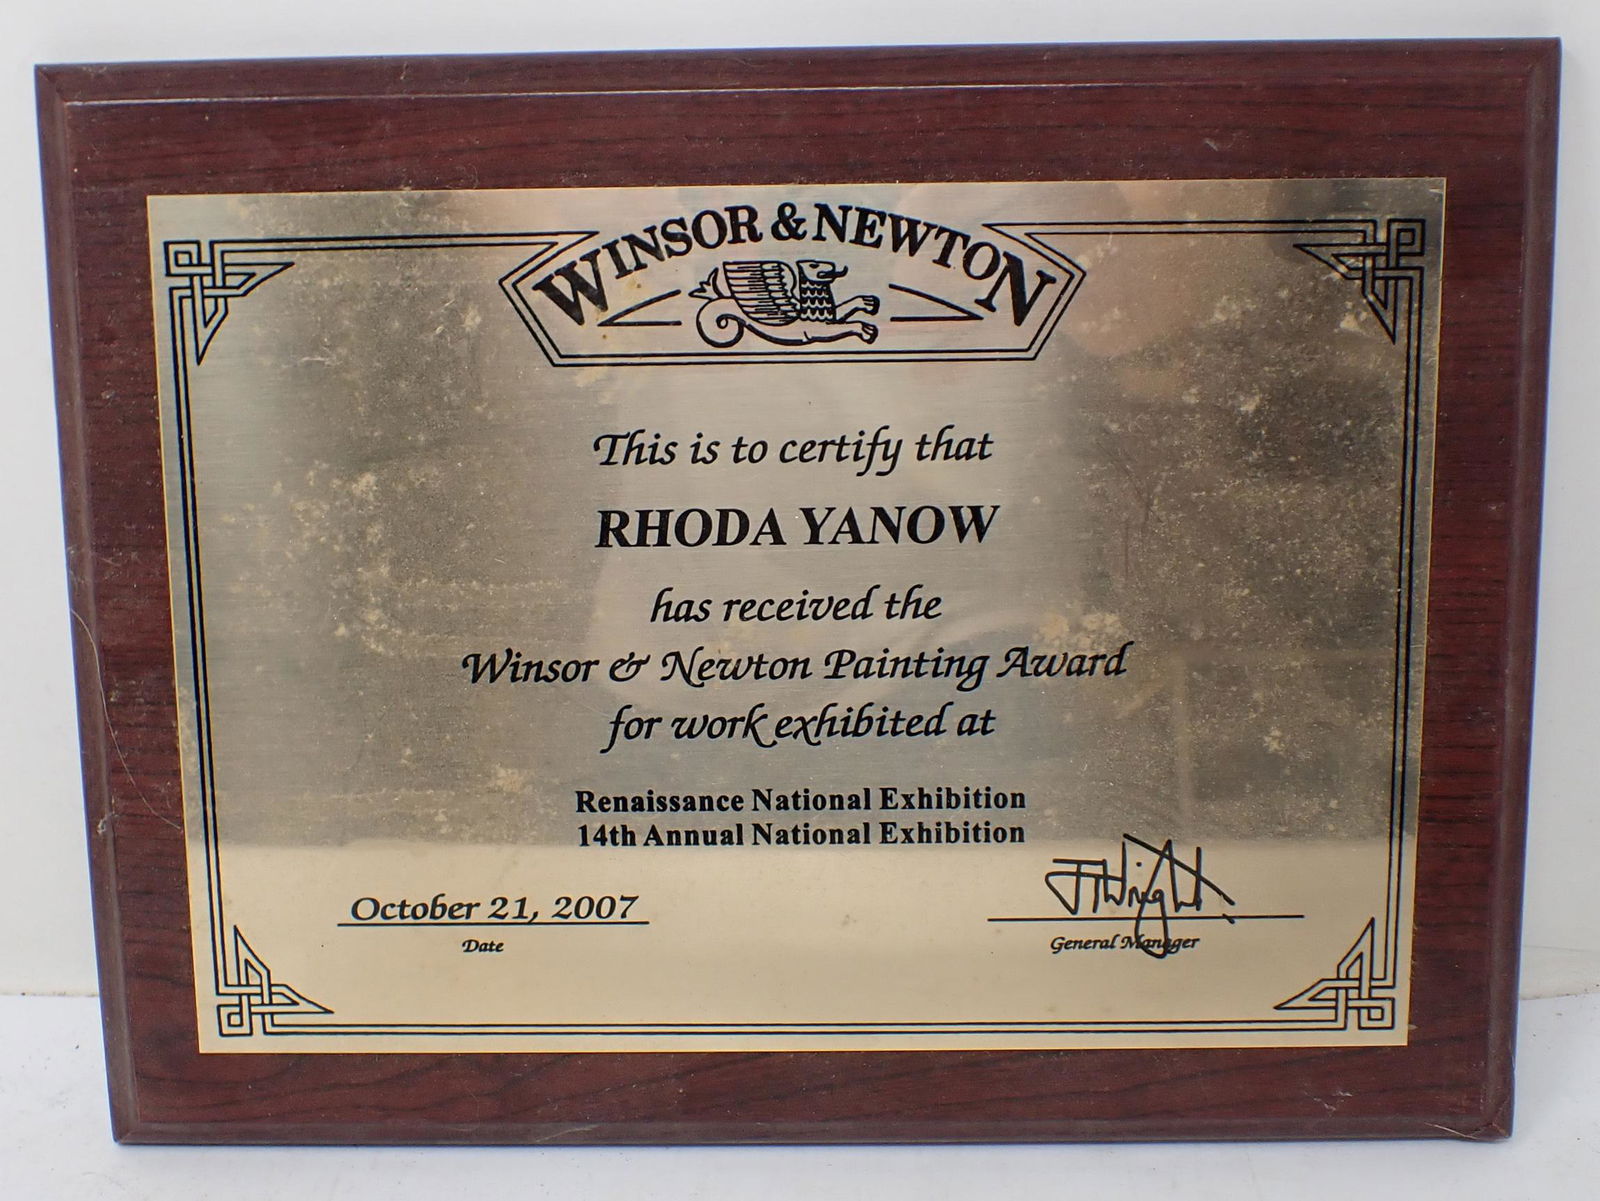 WINSOR & NEWTON
This is to certify that
RHODA YANOW
has received the
Winsor & Newton Painting Award
for work exhibited at
Renaissance National Exhibition
14th Annual National Exhibition
October 21, 2007
Date
General Manager